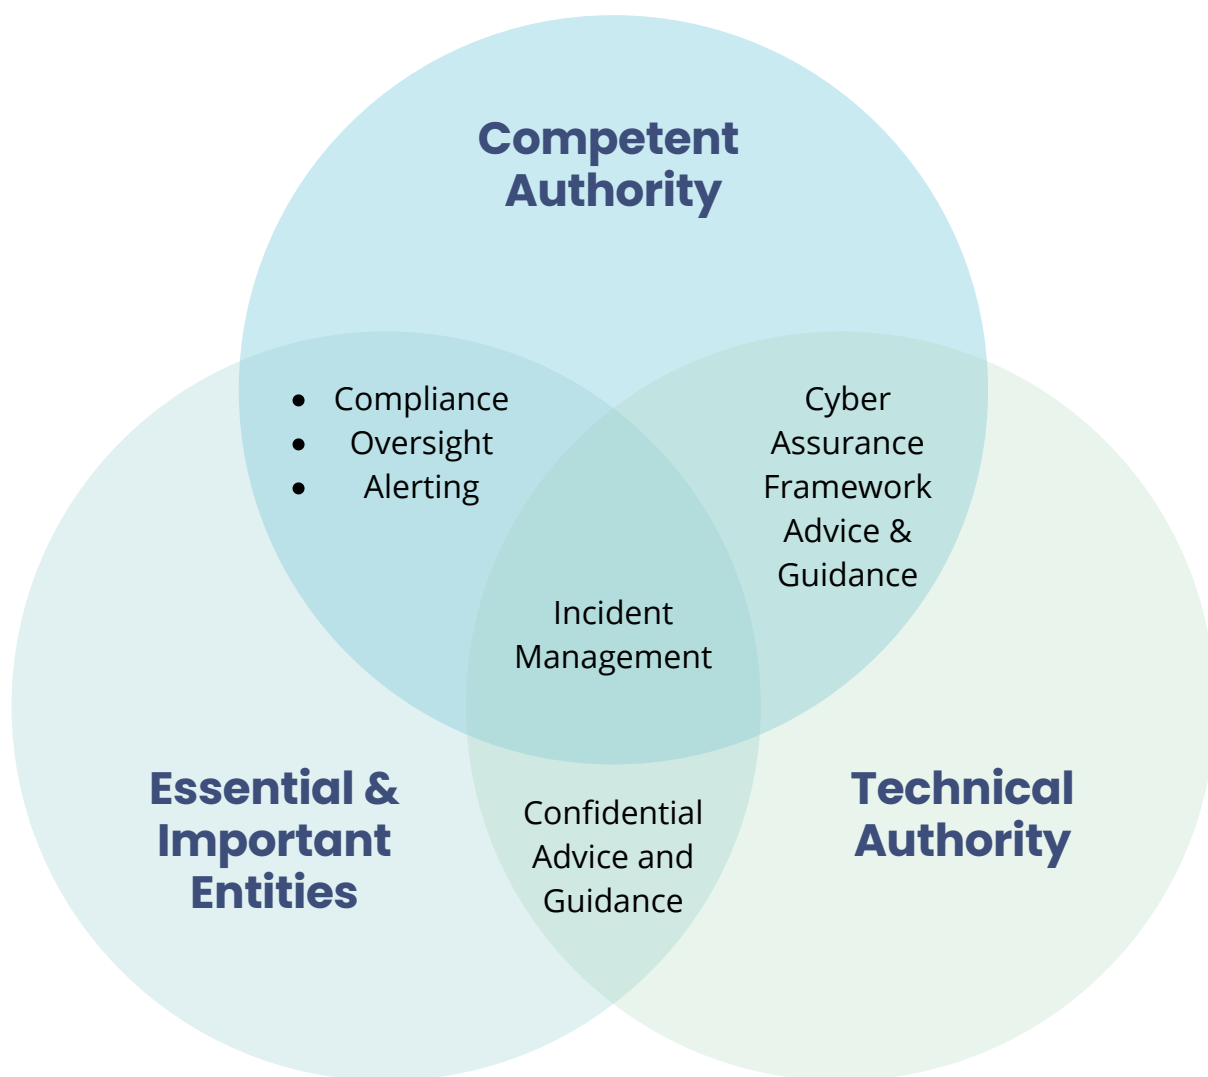 Competent
Authority
• Compliance
• Oversight
• Alerting
Cyber
Assurance
Framework
Advice &
Guidance
Incident
Management
Essential &
Important
Entities
Confidential
Advice and
Guidance
Technical
Authority